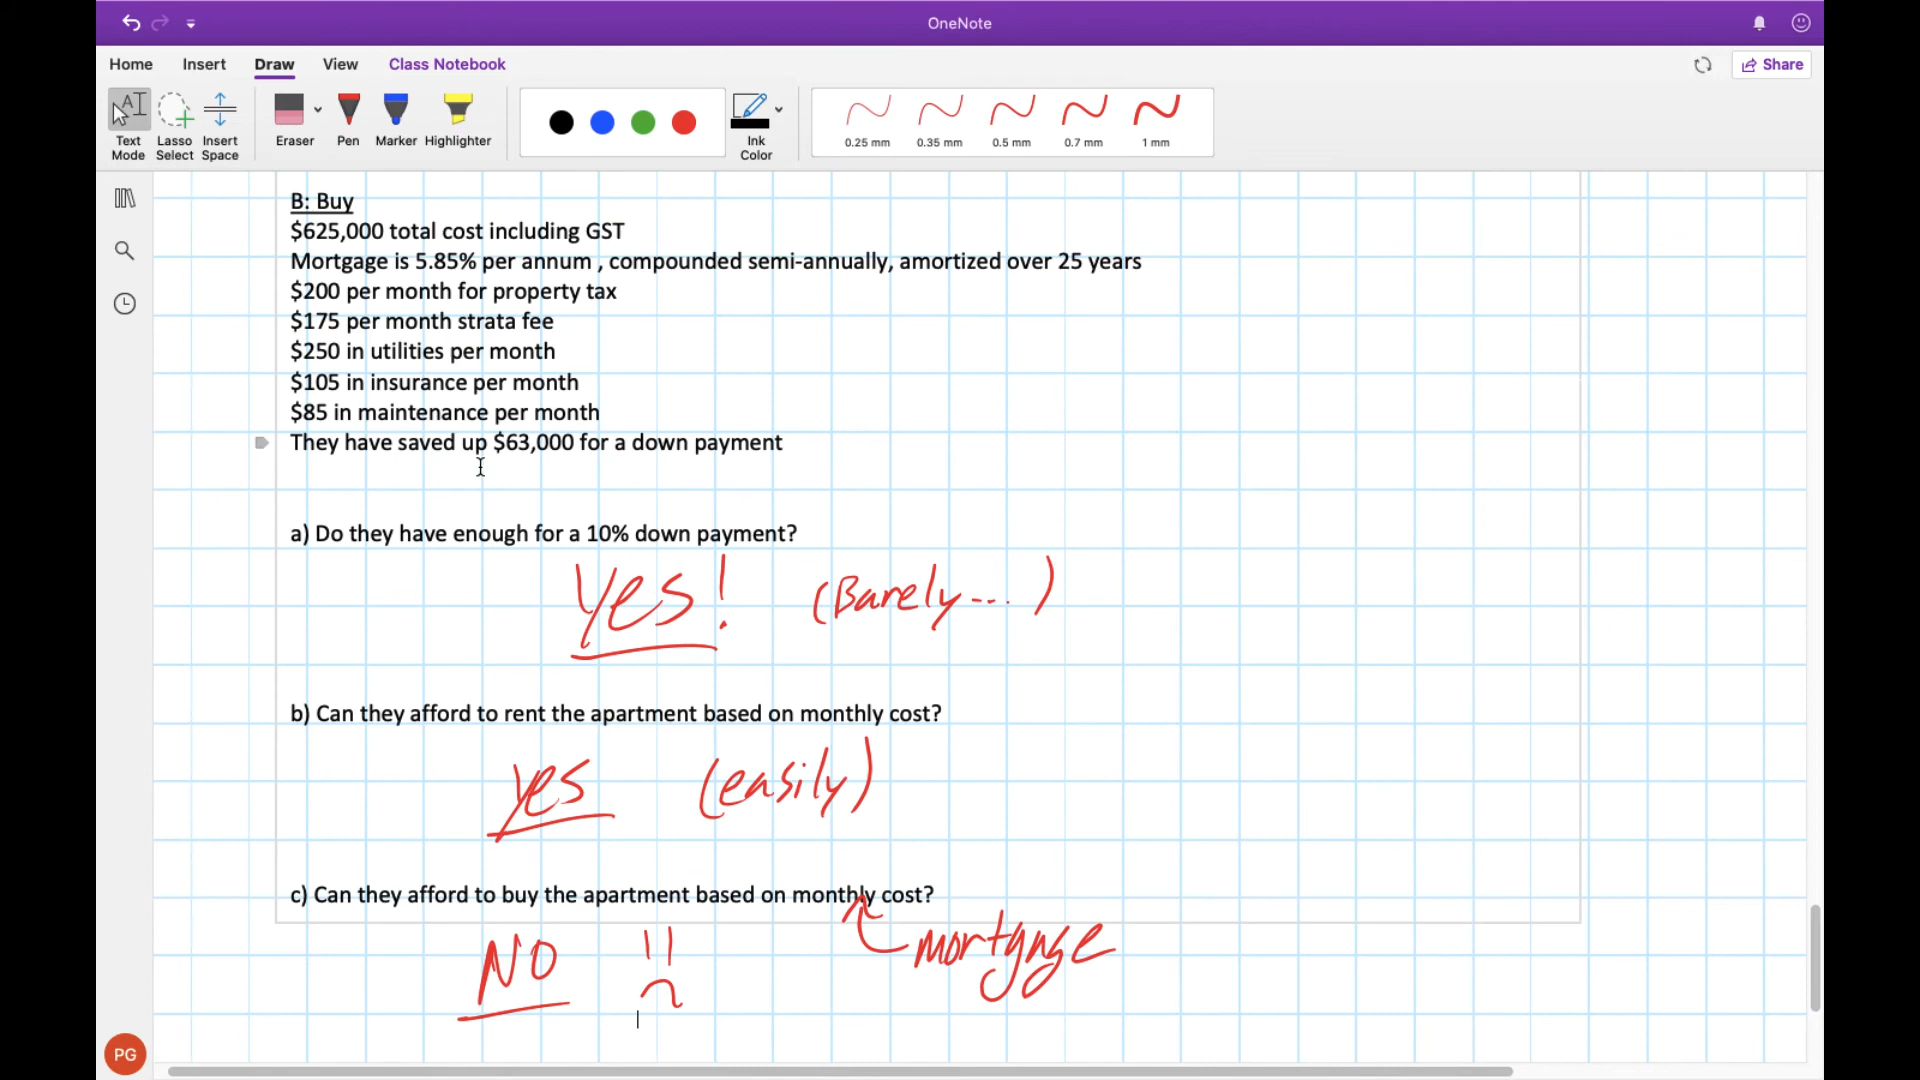 OneNote
Home Insert Draw View Class Notebook Share
Text Mode Lasso Select Insert Space Eraser Pen Marker Highlighter Ink Color 0.25 mm 0.35 mm 0.5 mm 0.7 mm 1 mm
B: Buy
$625,000 total cost including GST
Mortgage is 5.85% per annum , compounded semi-annually, amortized over 25 years
$200 per month for property tax
$175 per month strata fee
$250 in utilities per month
$105 in insurance per month
$85 in maintenance per month
They have saved up $63,000 for a down payment
a) Do they have enough for a 10% down payment?
Yes! (Barely...)
b) Can they afford to rent the apartment based on monthly cost?
Yes (easily)
c) Can they afford to buy the apartment based on monthly cost?
mortgage
NO
PG